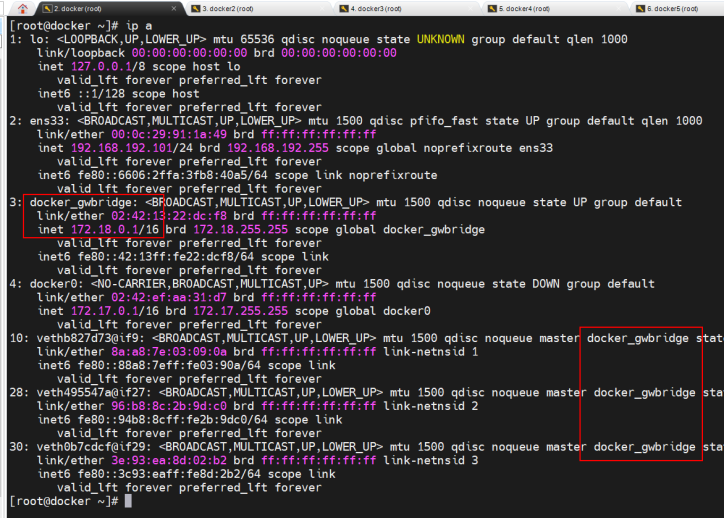 2. docker (root)
3. docker2 (root)
4. docker3 (root)
5. docker4 (root)
6. docker5 (root)
[root@docker ~]# ip a
1: lo: <LOOPBACK,UP,LOWER_UP> mtu 65536 qdisc noqueue state UNKNOWN group default qlen 1000
link/loopback 00:00:00:00:00:00 brd 00:00:00:00:00:00
inet 127.0.0.1/8 scope host lo
valid_lft forever preferred_lft forever
inet6 ::1/128 scope host
valid_lft forever preferred_lft forever
2: ens33: <BROADCAST,MULTICAST,UP,LOWER_UP> mtu 1500 qdisc pfifo_fast state UP group default qlen 1000
link/ether 00:0c:29:91:1a:49 brd ff:ff:ff:ff:ff:ff
inet 192.168.192.101/24 brd 192.168.192.255 scope global noprefixroute ens33
valid_lft forever preferred_lft forever
inet6 fe80::6606:2ffa:3fb8:40a5/64 scope link noprefixroute
valid_lft forever preferred_lft forever
3: docker_gwbridge: <BROADCAST,MULTICAST,UP,LOWER_UP> mtu 1500 qdisc noqueue state UP group default
link/ether 02:42:13:22:dc:f8 brd ff:ff:ff:ff:ff:ff
inet 172.18.0.1/16 brd 172.18.255.255 scope global docker_gwbridge
valid_lft forever preferred_lft forever
inet6 fe80::42:13ff:fe22:dcf8/64 scope link
valid_lft forever preferred_lft forever
4: docker0: <NO-CARRIER,BROADCAST,MULTICAST,UP> mtu 1500 qdisc noqueue state DOWN group default
link/ether 02:42:ef:aa:31:d7 brd ff:ff:ff:ff:ff:ff
inet 172.17.0.1/16 brd 172.17.255.255 scope global docker0
valid_lft forever preferred_lft forever
10: vethb827d73@if9: <BROADCAST,MULTICAST,UP,LOWER_UP> mtu 1500 qdisc noqueue master docker_gwbridge state
link/ether 8a:a8:7e:03:09:0a brd ff:ff:ff:ff:ff:ff link-netnsid 1
inet6 fe80::88a8:7eff:fe03:90a/64 scope link
valid_lft forever preferred_lft forever
28: veth495547a@if27: <BROADCAST,MULTICAST,UP,LOWER_UP> mtu 1500 qdisc noqueue master docker_gwbridge sta
link/ether 96:b8:8c:2b:9d:c0 brd ff:ff:ff:ff:ff:ff link-netnsid 2
inet6 fe80::94b8:8cff:fe2b:9dc0/64 scope link
valid_lft forever preferred_lft forever
30: veth0b7cdcf@if29: <BROADCAST,MULTICAST,UP,LOWER_UP> mtu 1500 qdisc noqueue master docker_gwbridge sta
link/ether 3e:93:ea:8d:02:b2 brd ff:ff:ff:ff:ff:ff link-netnsid 3
inet6 fe80::3c93:eaff:fe8d:2b2/64 scope link
valid_lft forever preferred_lft forever
[root@docker ~]#